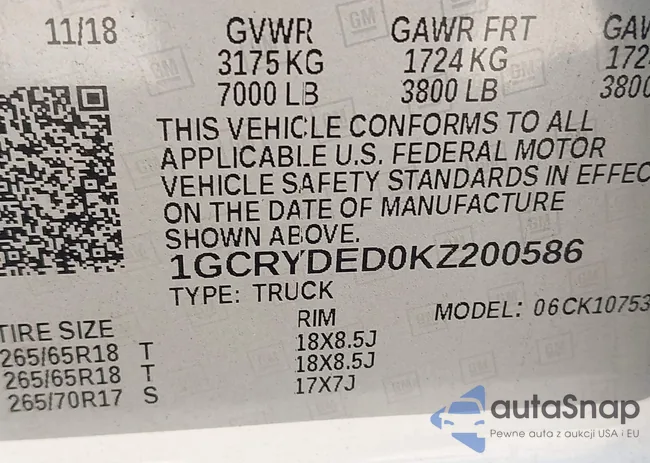 11/18 GVWR GAWR FRT
3175 KG 1724 KG
7000 LB 3800 LB 3800
THIS VEHICLE CONFORMS TO ALL
APPLICABLE U.S. FEDERAL MOTOR
VEHICLE SAFETY STANDARDS IN EFFEC
ON THE DATE OF MANUFACTURE
SHOWN ABOVE.
1GCRYDED0KZ200586
TYPE: TRUCK MODEL: 06CK10753
TIRE SIZE RIM
265/65R18 T 18X8.5J
265/65R18 T 18X8.5J
265/70R17 S 17X7J
autaSnap
Pewne auta z aukcji USA i EU